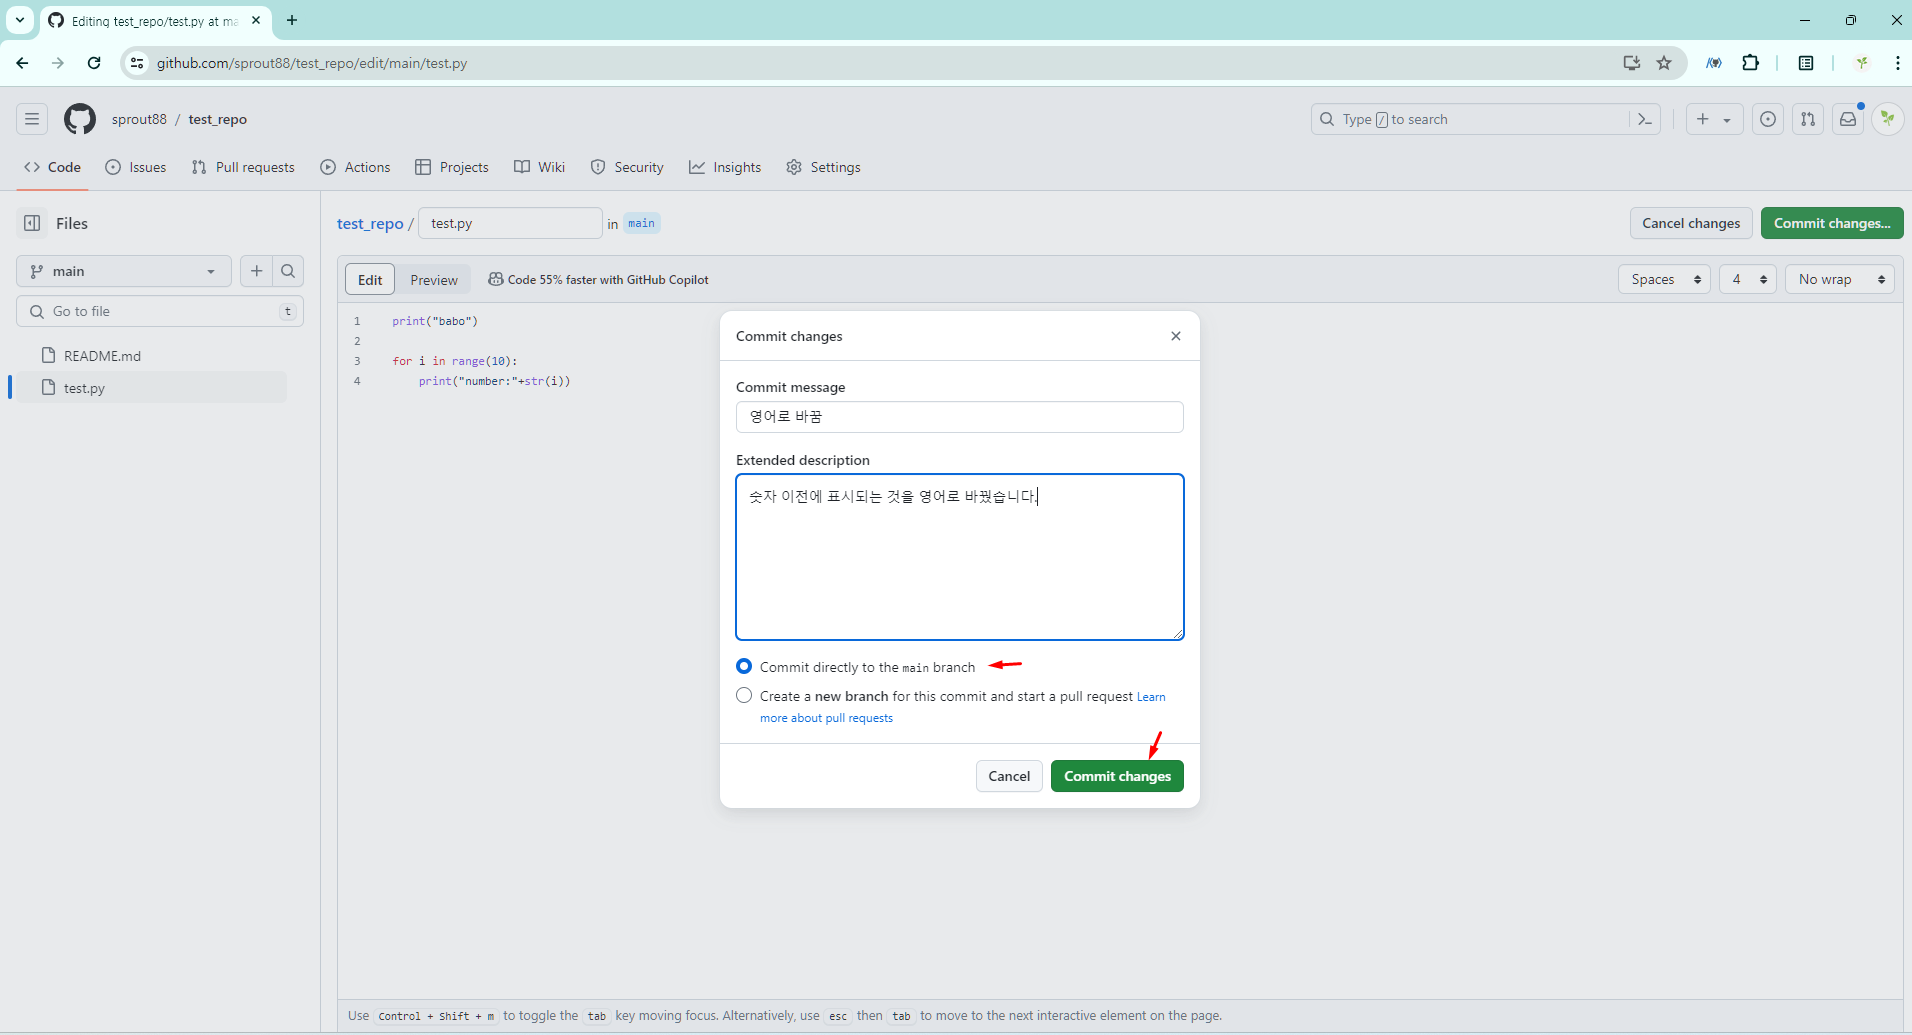 Editing test_repo/test.py at ma
github.com/sprout88/test_repo/edit/main/test.py
sprout88 / test_repo
Type / to search
Code Issues Pull requests Actions Projects Wiki Security Insights Settings
Files
test_repo / test.py in main
Cancel changes Commit changes...
main
Edit Preview Code 55% faster with GitHub Copilot
Spaces 4 No wrap
Go to file t
README.md
test.py
1 print("babo")
2
3 for i in range(10):
4 print("number:"+str(i))
Commit changes
Commit message
영어로 바꿈
Extended description
숫자 이전에 표시되는 것을 영어로 바꿨습니다.
Commit directly to the main branch
Create a new branch for this commit and start a pull request Learn
more about pull requests
Cancel Commit changes
Use Control + Shift + m to toggle the tab key moving focus. Alternatively, use esc then tab to move to the next interactive element on the page.